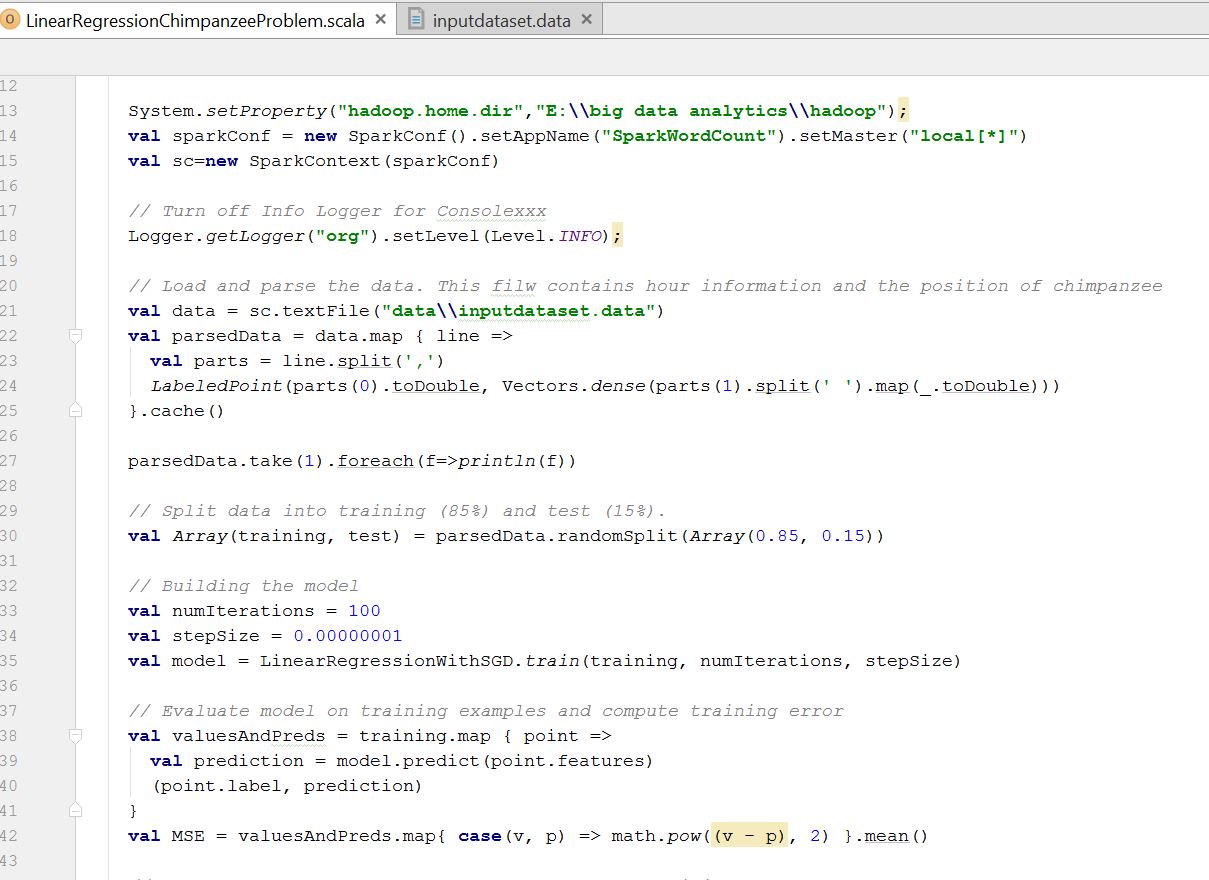 O LinearRegressionChimpanzeeProblem.scala × inputdataset.data ×
12
13 System.setProperty("hadoop.home.dir","E:\\big data analytics\\hadoop");
14 val sparkConf = new SparkConf().setAppName("SparkWordCount").setMaster("local[*]")
15 val sc=new SparkContext(sparkConf)
16
17 // Turn off Info Logger for Consolexxx
18 Logger.getLogger("org").setLevel(Level.INFO);
19
20 // Load and parse the data. This filw contains hour information and the position of chimpanzee
21 val data = sc.textFile("data\\inputdataset.data")
22 val parsedData = data.map { line =>
23 val parts = line.split(',')
24 LabeledPoint(parts(0).toDouble, Vectors.dense(parts(1).split(' ').map(_.toDouble)))
25 }.cache()
26
27 parsedData.take(1).foreach(f=>println(f))
28
29 // Split data into training (85%) and test (15%).
30 val Array(training, test) = parsedData.randomSplit(Array(0.85, 0.15))
31
32 // Building the model
33 val numIterations = 100
34 val stepSize = 0.00000001
35 val model = LinearRegressionWithSGD.train(training, numIterations, stepSize)
36
37 // Evaluate model on training examples and compute training error
38 val valuesAndPreds = training.map { point =>
39 val prediction = model.predict(point.features)
40 (point.label, prediction)
41 }
42 val MSE = valuesAndPreds.map{ case(v, p) => math.pow((v - p), 2) }.mean()
43